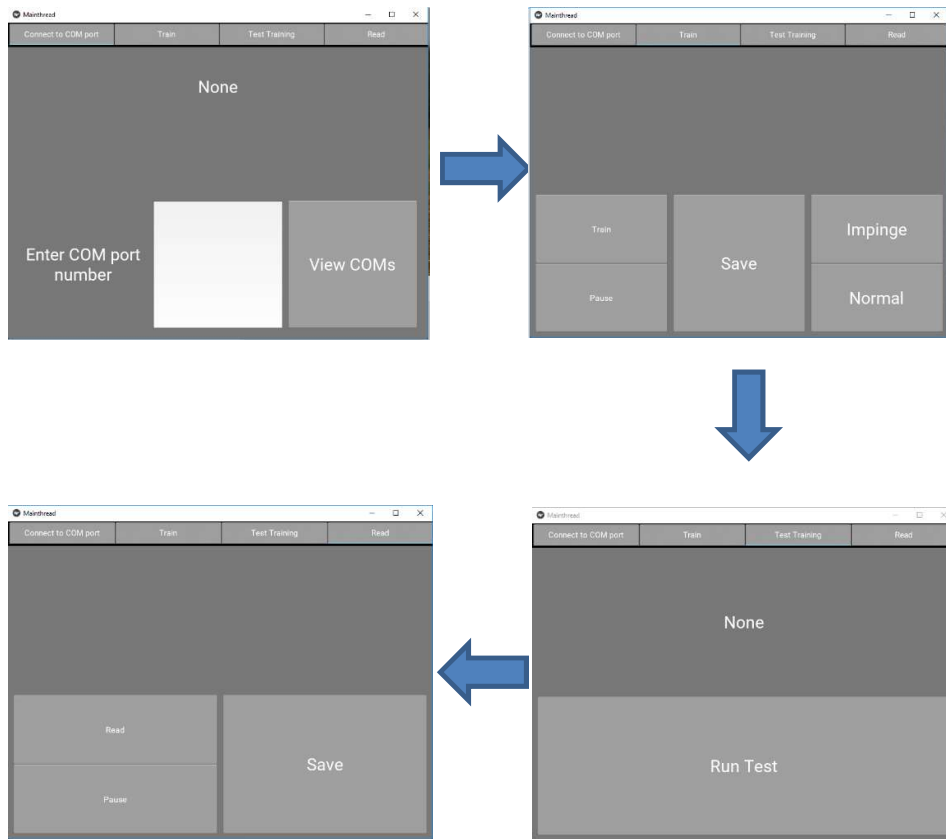 Mainthread
Connect to COM port Train Test Training Read
None
Enter COM port
number
View COMs
Mainthread
Connect to COM port Train Test Training Read
Train
Pause
Save
Impinge
Normal
Mainthread
Connect to COM port Train Test Training Read
Read
Pause
Save
Mainthread
Connect to COM port Train Test Training Read
None
Run Test